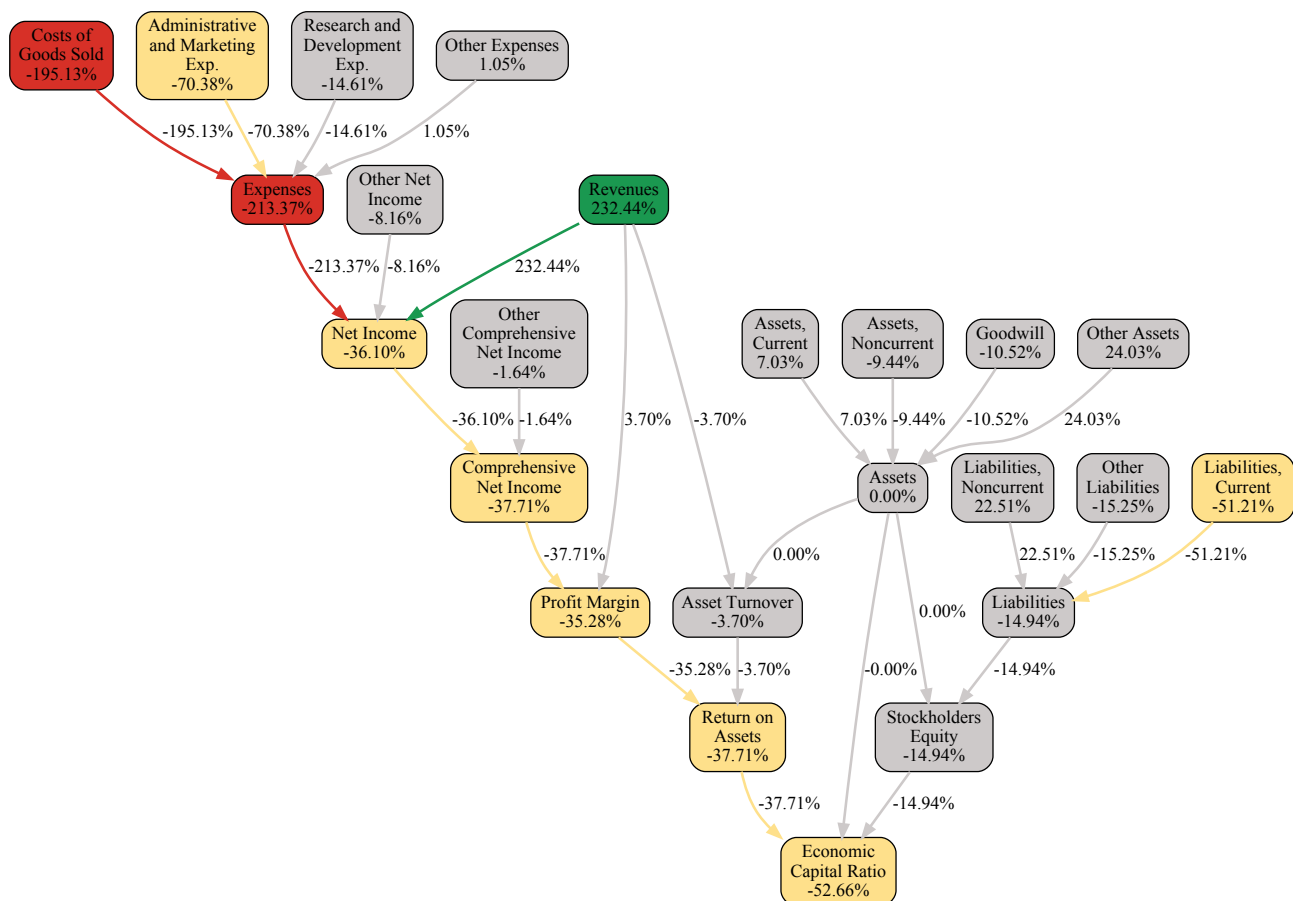 Costs of
Goods Sold
-195.13%
Administrative
and Marketing
Exp.
-70.38%
Research and
Development
Exp.
-14.61%
Other Expenses
1.05%
-195.13%
-70.38%
-14.61%
1.05%
Expenses
-213.37%
Other Net
Income
-8.16%
Revenues
232.44%
-213.37%
-8.16%
232.44%
Net Income
-36.10%
Other
Comprehensive
Net Income
-1.64%
Assets,
Current
7.03%
Assets,
Noncurrent
-9.44%
Goodwill
-10.52%
Other Assets
24.03%
-36.10%
-1.64%
3.70%
-3.70%
7.03%
-9.44%
-10.52%
24.03%
Comprehensive
Net Income
-37.71%
Assets
0.00%
Liabilities,
Noncurrent
22.51%
Other
Liabilities
-15.25%
Liabilities,
Current
-51.21%
-37.71%
0.00%
22.51%
-15.25%
-51.21%
Profit Margin
-35.28%
Asset Turnover
-3.70%
0.00%
Liabilities
-14.94%
-35.28%
-3.70%
-0.00%
-14.94%
Return on
Assets
-37.71%
Stockholders
Equity
-14.94%
-37.71%
-14.94%
Economic
Capital Ratio
-52.66%